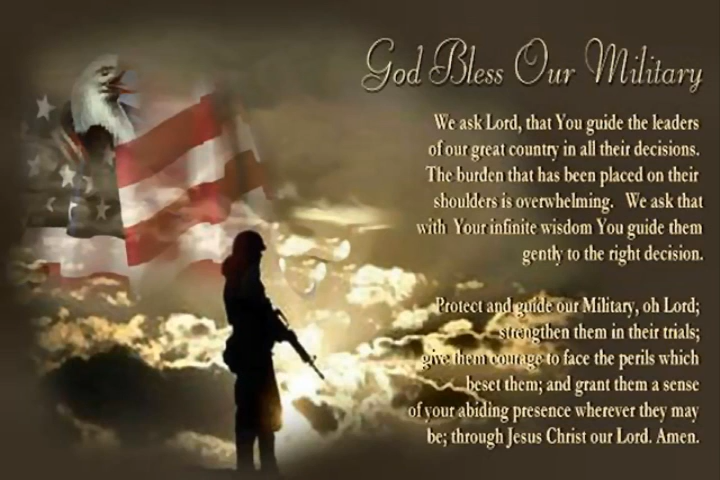 God Bless Our Military
We ask Lord, that You guide the leaders
of our great country in all their decisions.
The burden that has been placed on their
shoulders is overwhelming. We ask that
with Your infinite wisdom You guide them
gently to the right decision.
Protect and guide our Military, oh Lord;
strengthen them in their trials;
give them courage to face the perils which
beset them; and grant them a sense
of your abiding presence wherever they may
be; through Jesus Christ our Lord. Amen.